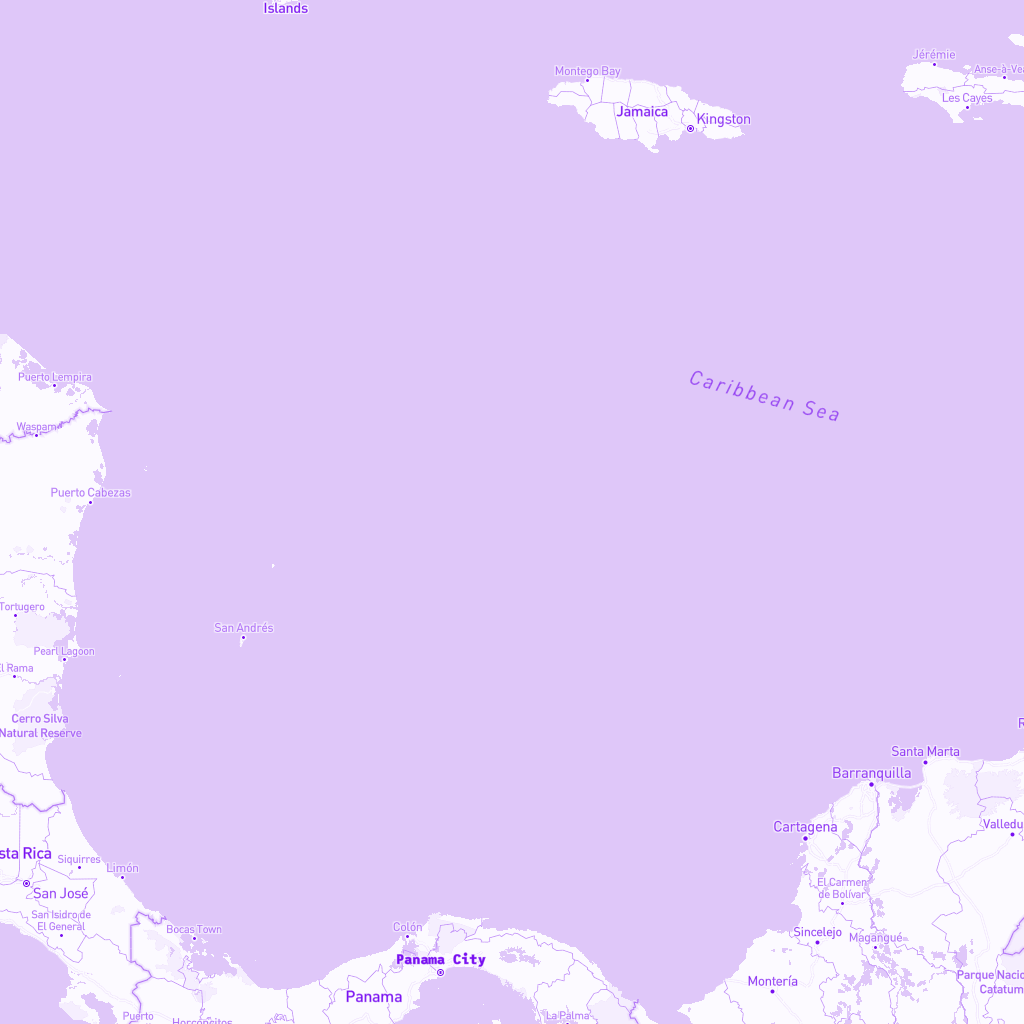 Islands
Jérémie
Montego Bay
Les Cayes
Jamaica
Kingston
Puerto Lempira
Caribbean Sea
Waspam
Puerto Cabezas
Tortugero
San Andrés
Pearl Lagoon
El Rama
Cerro Silva
Natural Reserve
Santa Marta
Barranquilla
Cartagena
sta Rica
Siquirres
Limón
San José
El Carmen
de Bolívar
San Isidro de
El General
Bocas Town
Colón
Sincelejo
Magangué
Panama City
Parque Nacio
Catatum
Montería
Panama
Puerto
La Palma
Horconcitos
Valledu
Anse-à-Vea